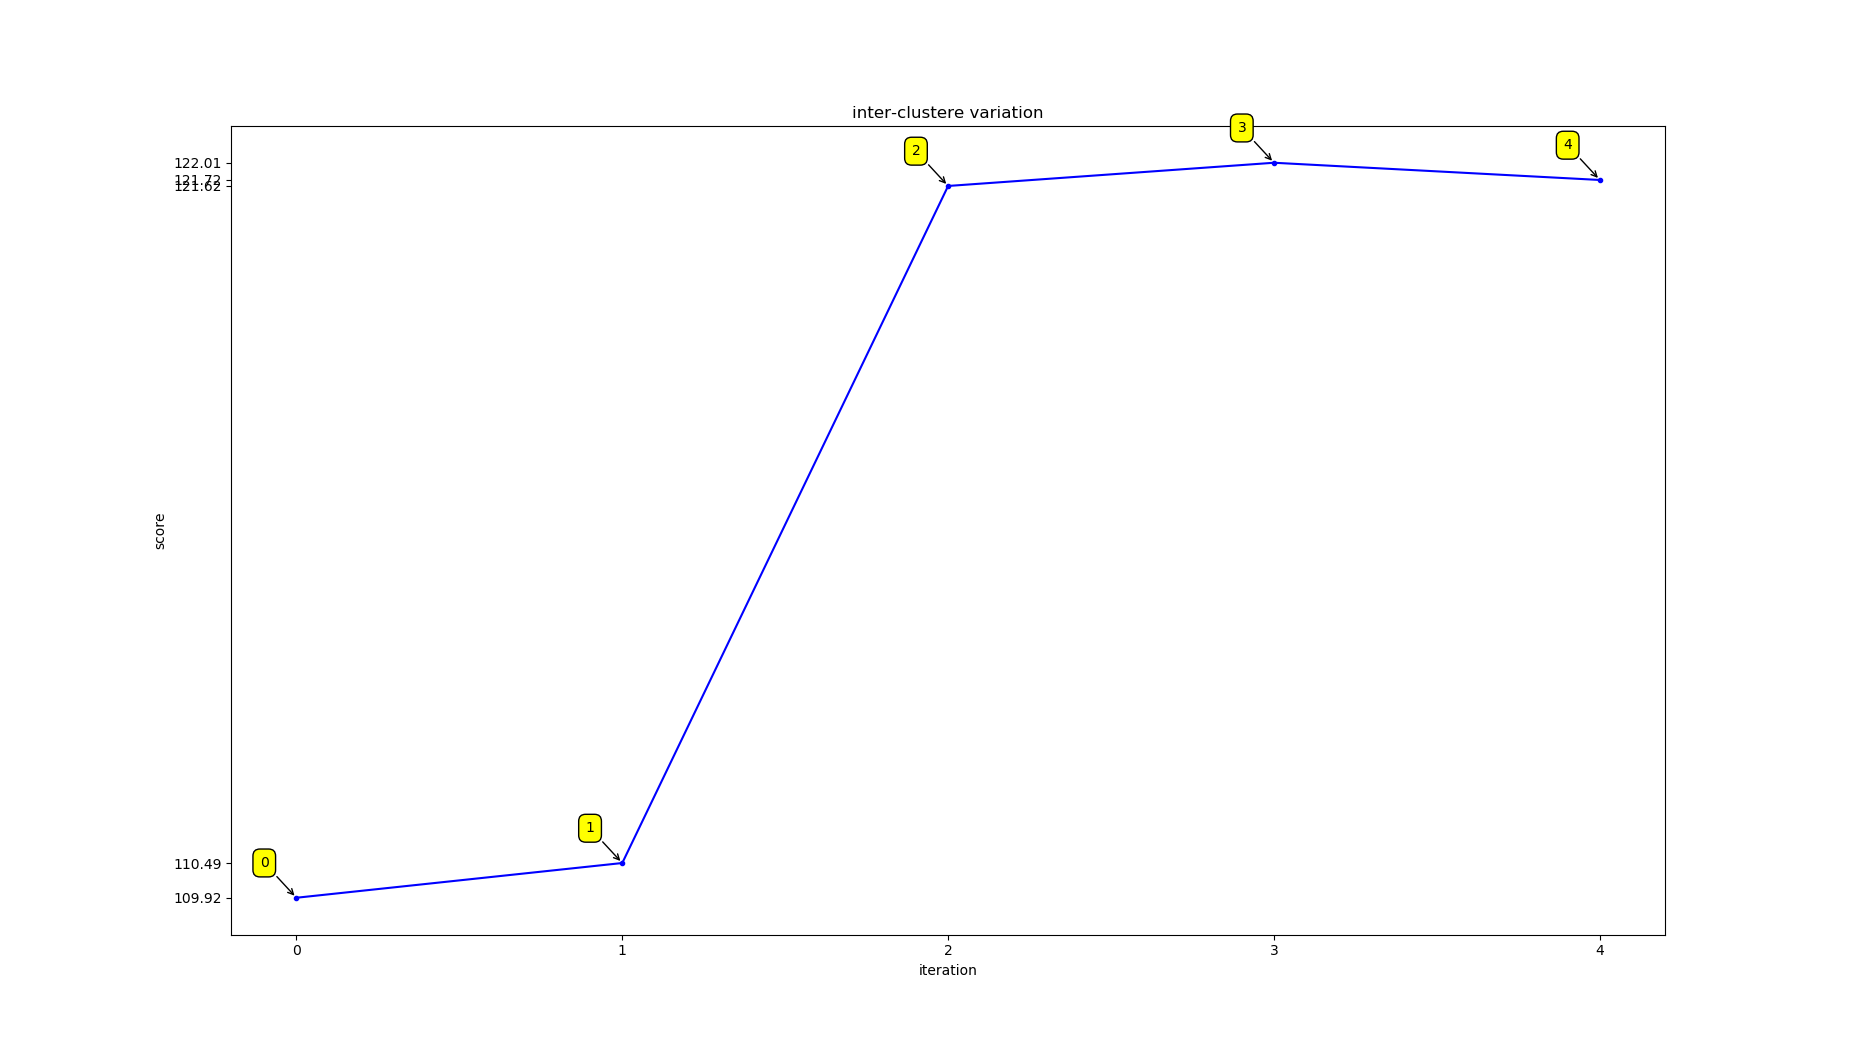 inter-clustere variation
3
4
2
122.01
121.72
121.62
score
1
0
110.49
109.92
0 1 2 3 4
iteration